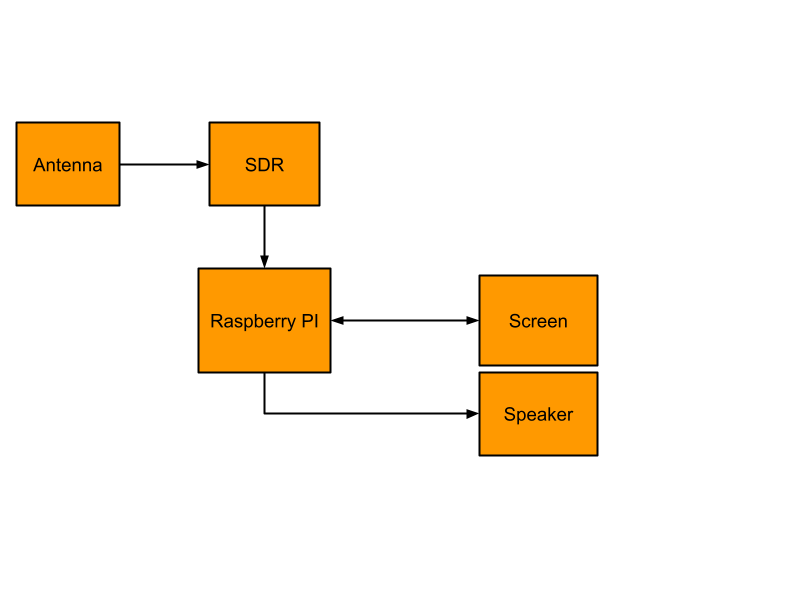 Antenna
SDR
Raspberry PI
Screen
Speaker